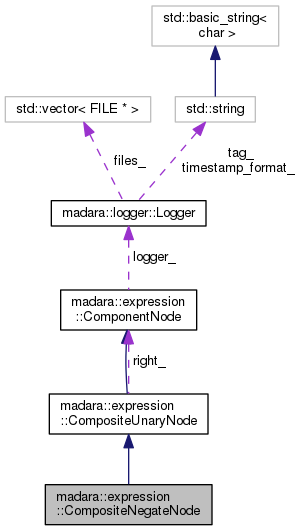 std::basic_string<
char >
std::vector< FILE * >
std::string
files_
tag_
timestamp_format_
madara::logger::Logger
logger_
madara::expression
::ComponentNode
right_
madara::expression
::CompositeUnaryNode
madara::expression
::CompositeNegateNode